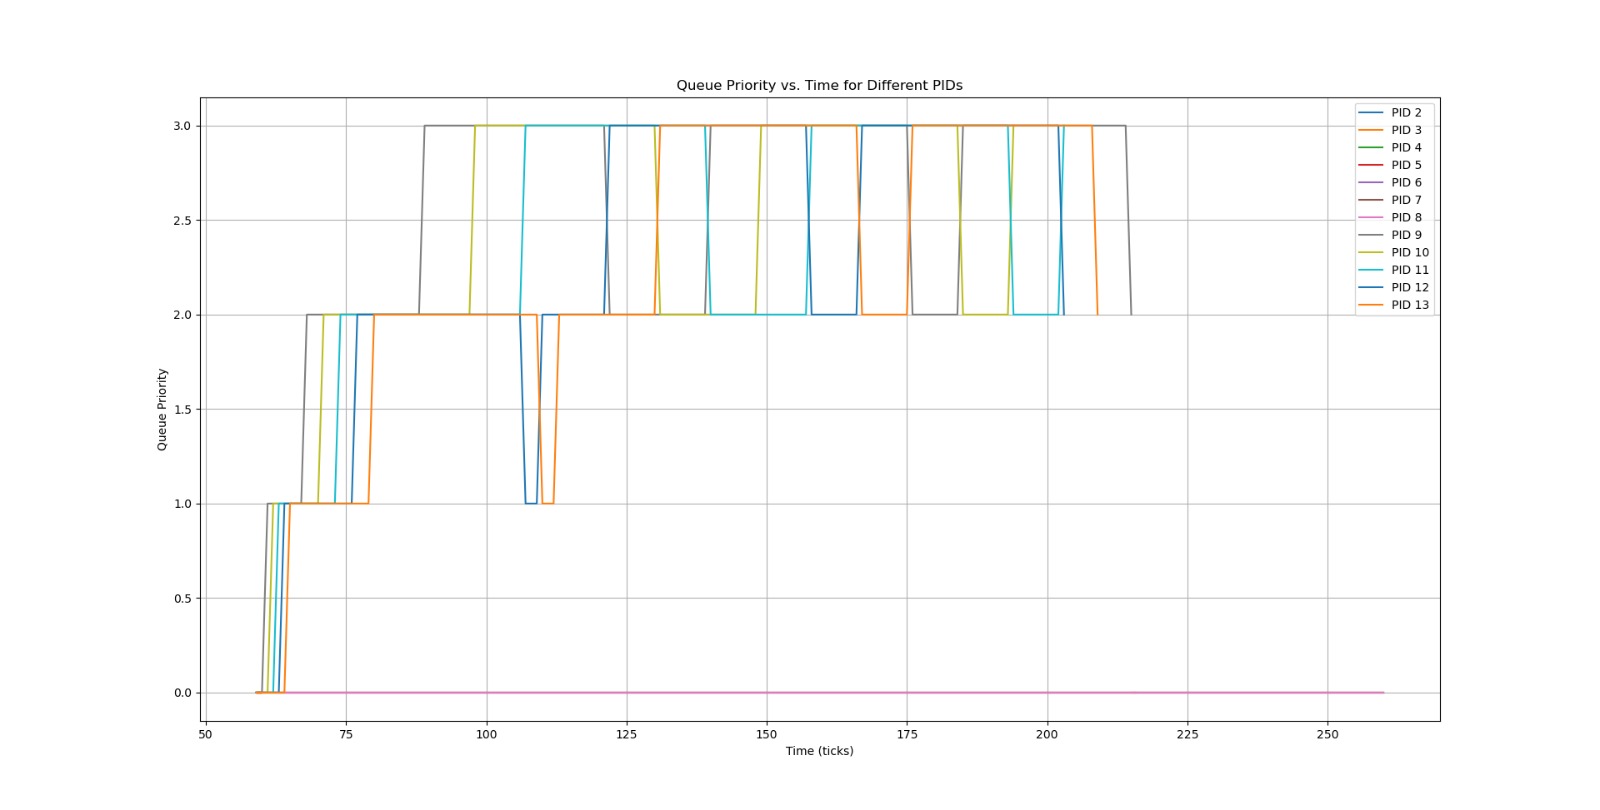 Queue Priority vs. Time for Different PIDs
3.0
2.5
2.0
1.5
1.0
0.5
0.0
Queue Priority
50 75 100 125 150 175 200 225 250
Time (ticks)
PID 2
PID 3
PID 4
PID 5
PID 6
PID 7
PID 8
PID 9
PID 10
PID 11
PID 12
PID 13